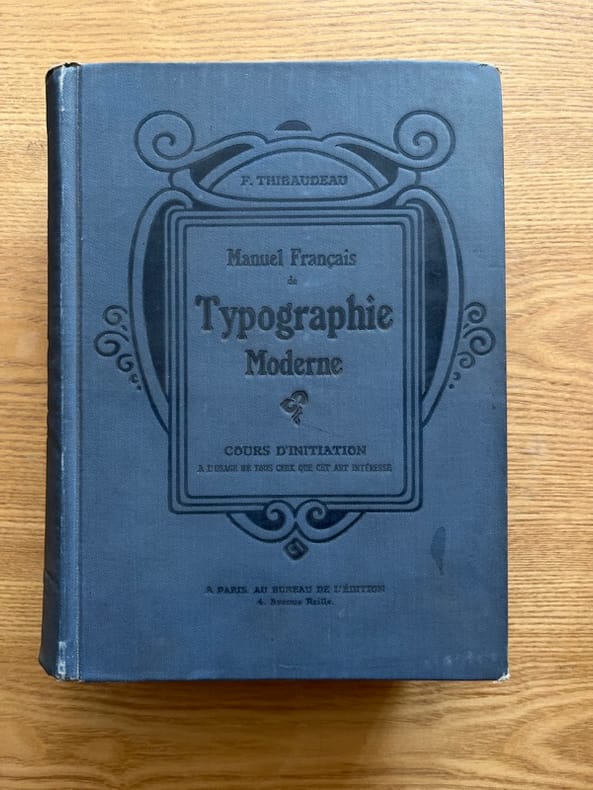 F. THIBAUDEAU
Manuel Français
de
Typographie
Moderne
COURS D'INITIATION
A L'USAGE DE TOUS CEUX QUE CET ART INTÉRESSE
A PARIS, AU BUREAU DE L'ÉDITION
4, Avenue Reille.